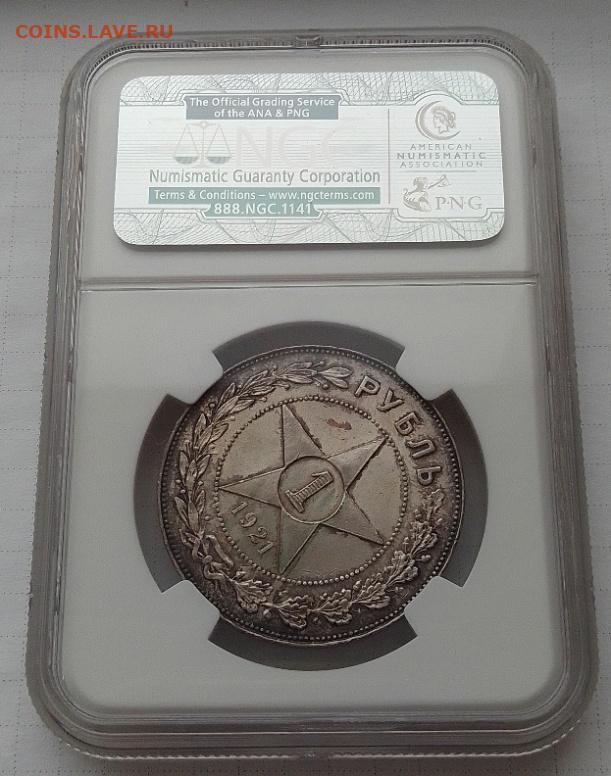 COINS.LAVE.RU
The Official Grading Service
of the ANA & PNG
NGC
Numismatic Guaranty Corporation
Terms & Conditions – www.ngcterms.com
888.NGC.1141
AMERICAN
NUMISMATIC
ASSOCIATION
P·N·G
РУБЛЬ
1
1921